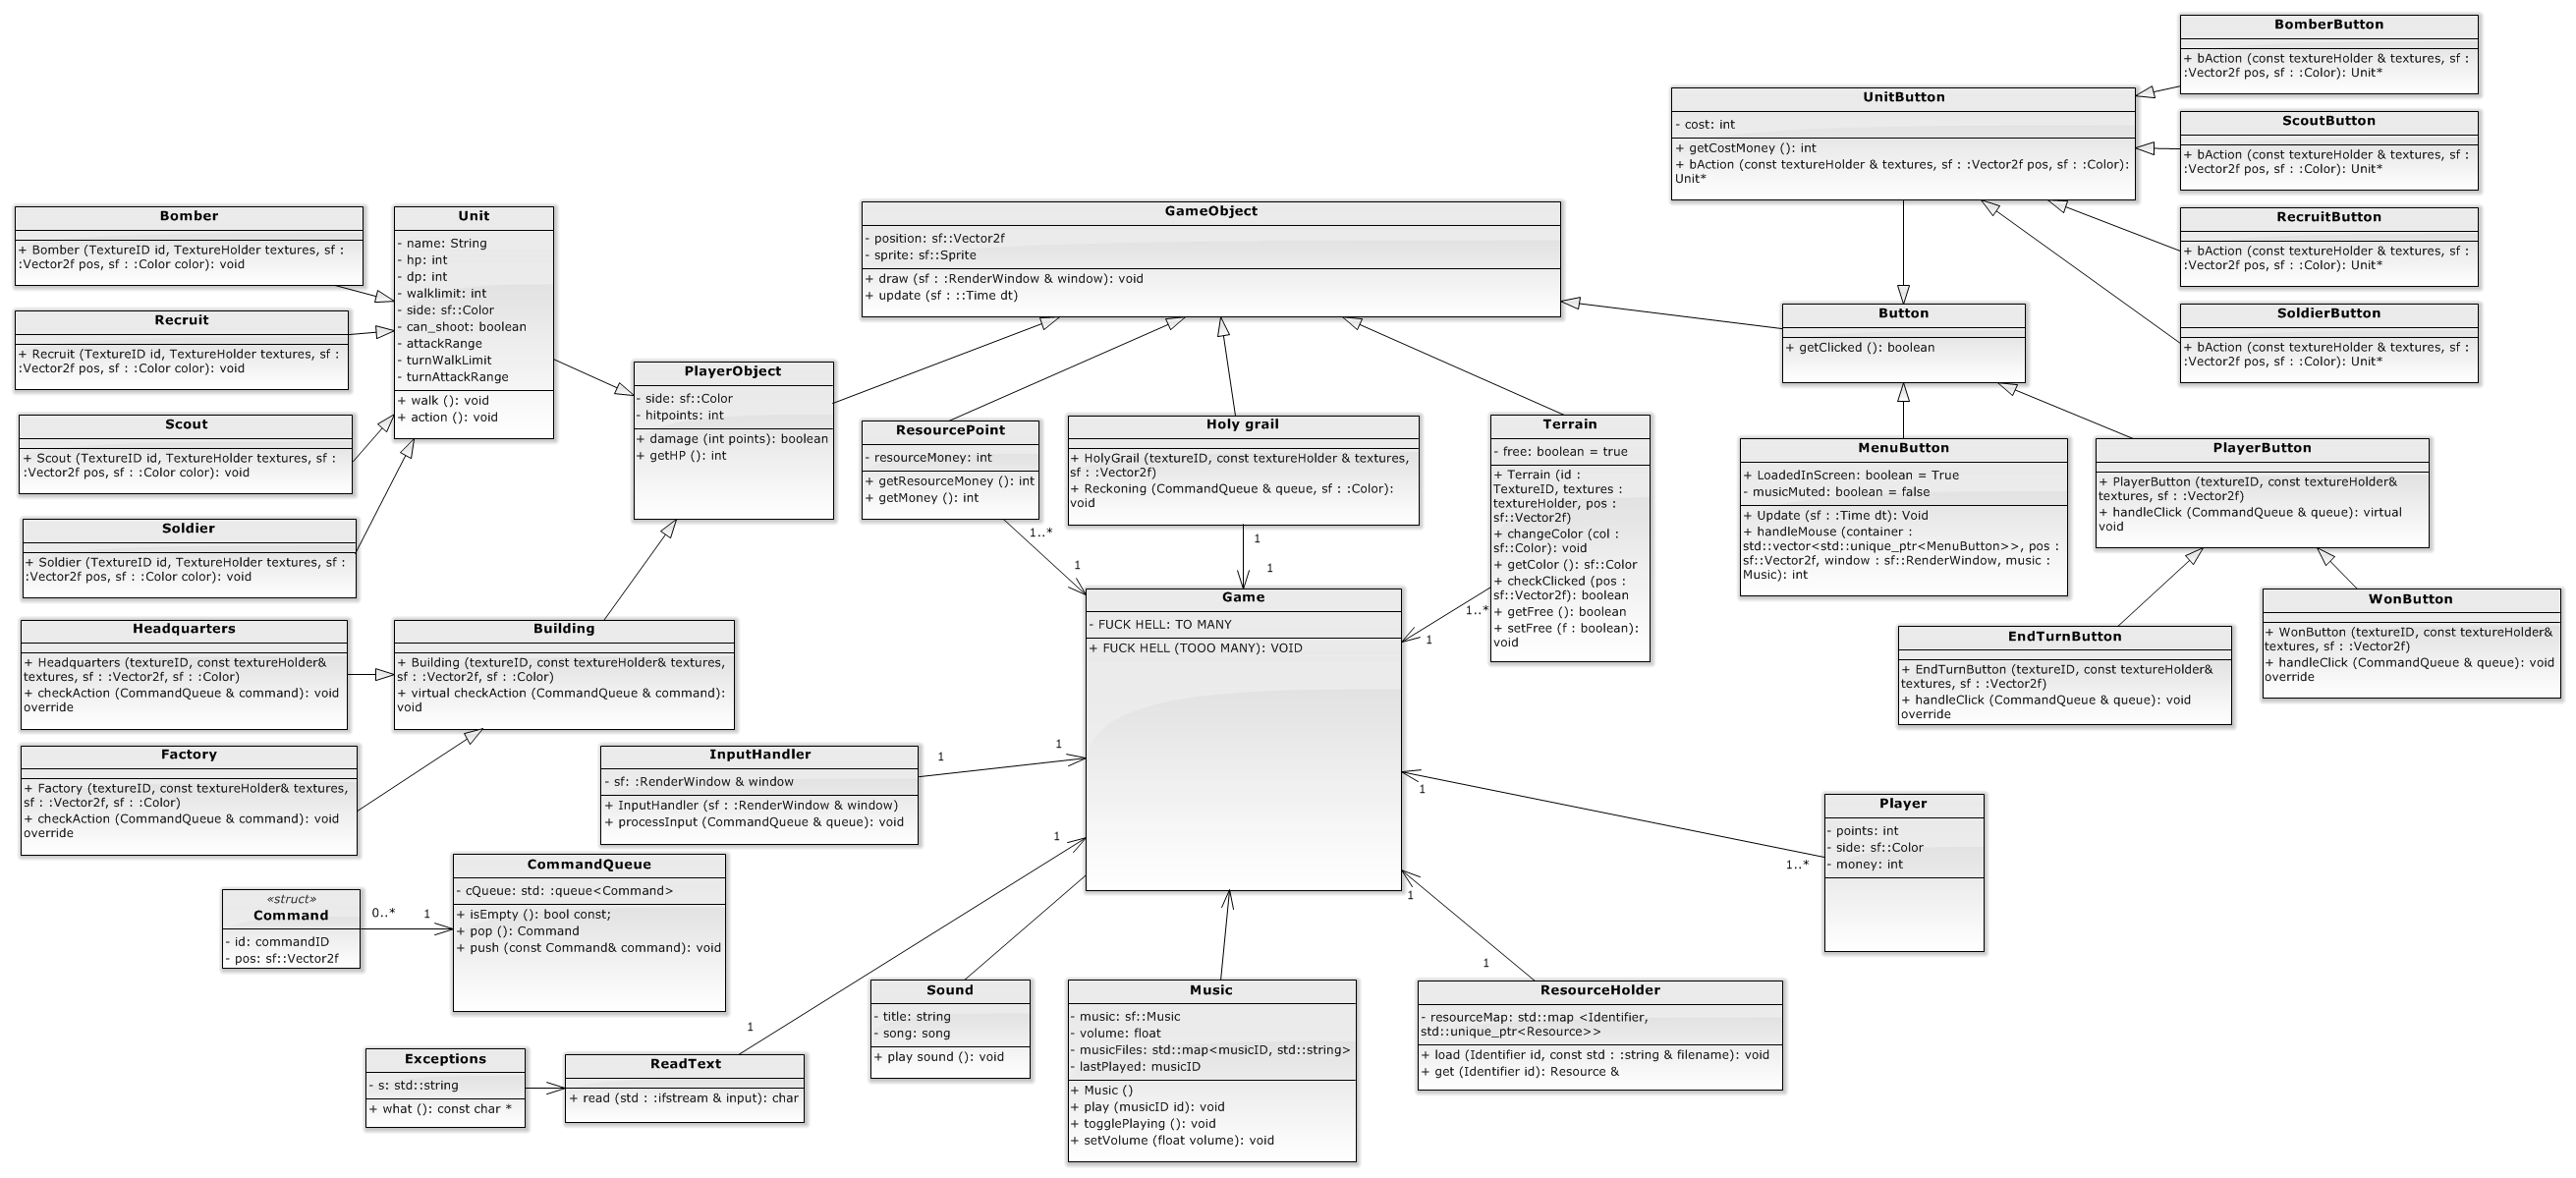 BomberButton
+ bAction (const textureHolder & textures, sf :
:Vector2f pos, sf : :Color): Unit*
UnitButton
- cost: int
+ getCostMoney (): int
+ bAction (const textureHolder & textures, sf : :Vector2f pos, sf : :Color):
Unit*
ScoutButton
+ bAction (const textureHolder & textures, sf :
:Vector2f pos, sf : :Color): Unit*
RecruitButton
+ bAction (const textureHolder & textures, sf :
:Vector2f pos, sf : :Color): Unit*
SoldierButton
+ bAction (const textureHolder & textures, sf :
:Vector2f pos, sf : :Color): Unit*
Bomber
+ Bomber (TextureID id, TextureHolder textures, sf :
:Vector2f pos, sf : :Color color): void
Unit
- name: String
- hp: int
- dp: int
- walklimit: int
- side: sf::Color
- can_shoot: boolean
- attackRange
- turnWalkLimit
- turnAttackRange
+ walk (): void
+ action (): void
GameObject
- position: sf::Vector2f
- sprite: sf::Sprite
+ draw (sf : :RenderWindow & window): void
+ update (sf : ::Time dt)
Button
+ getClicked (): boolean
Recruit
+ Recruit (TextureID id, TextureHolder textures, sf :
:Vector2f pos, sf : :Color color): void
PlayerObject
- side: sf::Color
- hitpoints: int
+ damage (int points): boolean
+ getHP (): int
Scout
+ Scout (TextureID id, TextureHolder textures, sf :
:Vector2f pos, sf : :Color color): void
ResourcePoint
- resourceMoney: int
+ getResourceMoney (): int
+ getMoney (): int
Holy grail
+ HolyGrail (textureID, const textureHolder & textures,
sf : :Vector2f)
+ Reckoning (CommandQueue & queue, sf : :Color):
void
Terrain
- free: boolean = true
+ Terrain (id :
TextureID, textures :
textureHolder, pos :
sf::Vector2f)
+ changeColor (col :
sf::Color): void
+ getColor (): sf::Color
+ checkClicked (pos :
sf::Vector2f): boolean
+ getFree (): boolean
+ setFree (f : boolean):
void
MenuButton
+ LoadedInScreen: boolean = True
- musicMuted: boolean = false
+ Update (sf : :Time dt): Void
+ handleMouse (container :
std::vector<std::unique_ptr<MenuButton>>, pos :
sf::Vector2f, window : sf::RenderWindow, music :
Music): int
PlayerButton
+ PlayerButton (textureID, const textureHolder&
textures, sf : :Vector2f)
+ handleClick (CommandQueue & queue): virtual
void
Soldier
+ Soldier (TextureID id, TextureHolder textures, sf :
:Vector2f pos, sf : :Color color): void
1..*
1
1
1
1..*
1
Game
- FUCK HELL: TO MANY
+ FUCK HELL (TOOO MANY): VOID
WonButton
+ WonButton (textureID, const textureHolder&
textures, sf : :Vector2f)
+ handleClick (CommandQueue & queue): void
override
EndTurnButton
+ EndTurnButton (textureID, const textureHolder&
textures, sf : :Vector2f)
+ handleClick (CommandQueue & queue): void
override
Headquarters
+ Headquarters (textureID, const textureHolder&
textures, sf : :Vector2f, sf : :Color)
+ checkAction (CommandQueue & command): void
override
Building
+ Building (textureID, const textureHolder& textures,
sf : :Vector2f, sf : :Color)
+ virtual checkAction (CommandQueue & command):
void
Factory
+ Factory (textureID, const textureHolder& textures,
sf : :Vector2f, sf : :Color)
+ checkAction (CommandQueue & command): void
override
InputHandler
- sf: :RenderWindow & window
+ InputHandler (sf : :RenderWindow & window)
+ processInput (CommandQueue & queue): void
1
1
1
1..*
Player
- points: int
- side: sf::Color
- money: int
CommandQueue
- cQueue: std: :queue<Command>
+ isEmpty (): bool const;
+ pop (): Command
+ push (const Command& command): void
«struct»
Command
- id: commandID
- pos: sf::Vector2f
0..*
1
1
1
1
1
Sound
- title: string
- song: song
+ play sound (): void
Music
- music: sf::Music
- volume: float
- musicFiles: std::map<musicID, std::string>
- lastPlayed: musicID
+ Music ()
+ play (musicID id): void
+ togglePlaying (): void
+ setVolume (float volume): void
ResourceHolder
- resourceMap: std::map <Identifier,
std::unique_ptr<Resource>>
+ load (Identifier id, const std : :string & filename): void
+ get (Identifier id): Resource &
Exceptions
- s: std::string
+ what (): const char *
ReadText
+ read (std : :ifstream & input): char